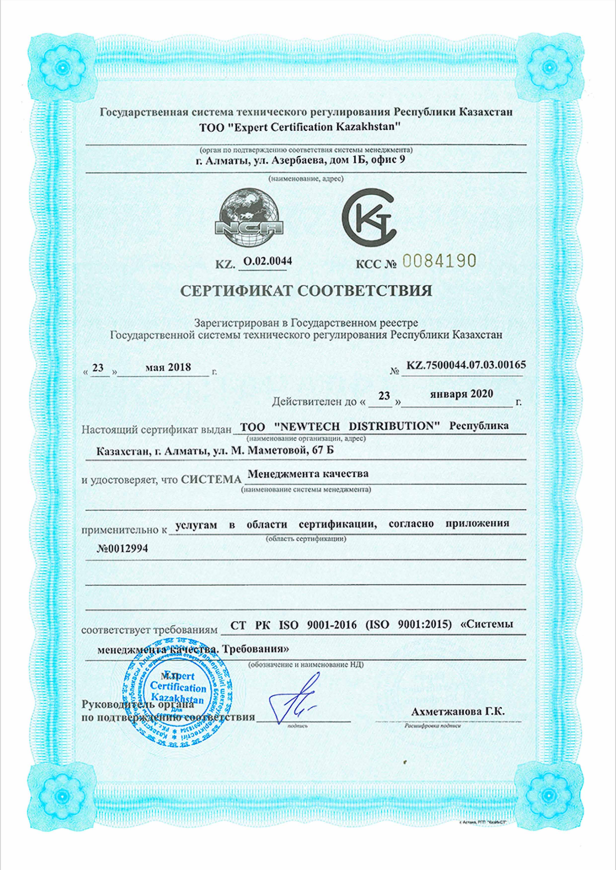 Государственная система технического регулирования Республики Казахстан
ТОО "Expert Certification Kazakhstan"
(орган по подтверждению соответствия системы менеджмента)
г. Алматы, ул. Азербаева, дом 1Б, офис 9
(наименование, адрес)
NCA
КСТ
KZ. О.02.0044
КСС № 0084190
СЕРТИФИКАТ СООТВЕТСТВИЯ
Зарегистрирован в Государственном реестре
Государственной системы технического регулирования Республики Казахстан
« 23 » мая 2018 г. № KZ.7500044.07.03.00165
Действителен до « 23 » января 2020 г.
Настоящий сертификат выдан ТОО "NEWTECH DISTRIBUTION" Республика
(наименование организации, адрес)
Казахстан, г. Алматы, ул. М. Маметовой, 67 Б
и удостоверяет, что СИСТЕМА Менеджмента качества
(наименование системы менеджмента)
применительно к услугам в области сертификации, согласно приложения
(область сертификации)
№0012994
соответствует требованиям СТ РК ISO 9001-2016 (ISO 9001:2015) «Системы
менеджмента качества. Требования»
(обозначение и наименование НД)
М.П.
Expert
Certification
Kazakhstan
Для
Руководитель органа
по подтверждению соответствия
подпись
Ахметжанова Г.К.
Расшифровка подписи